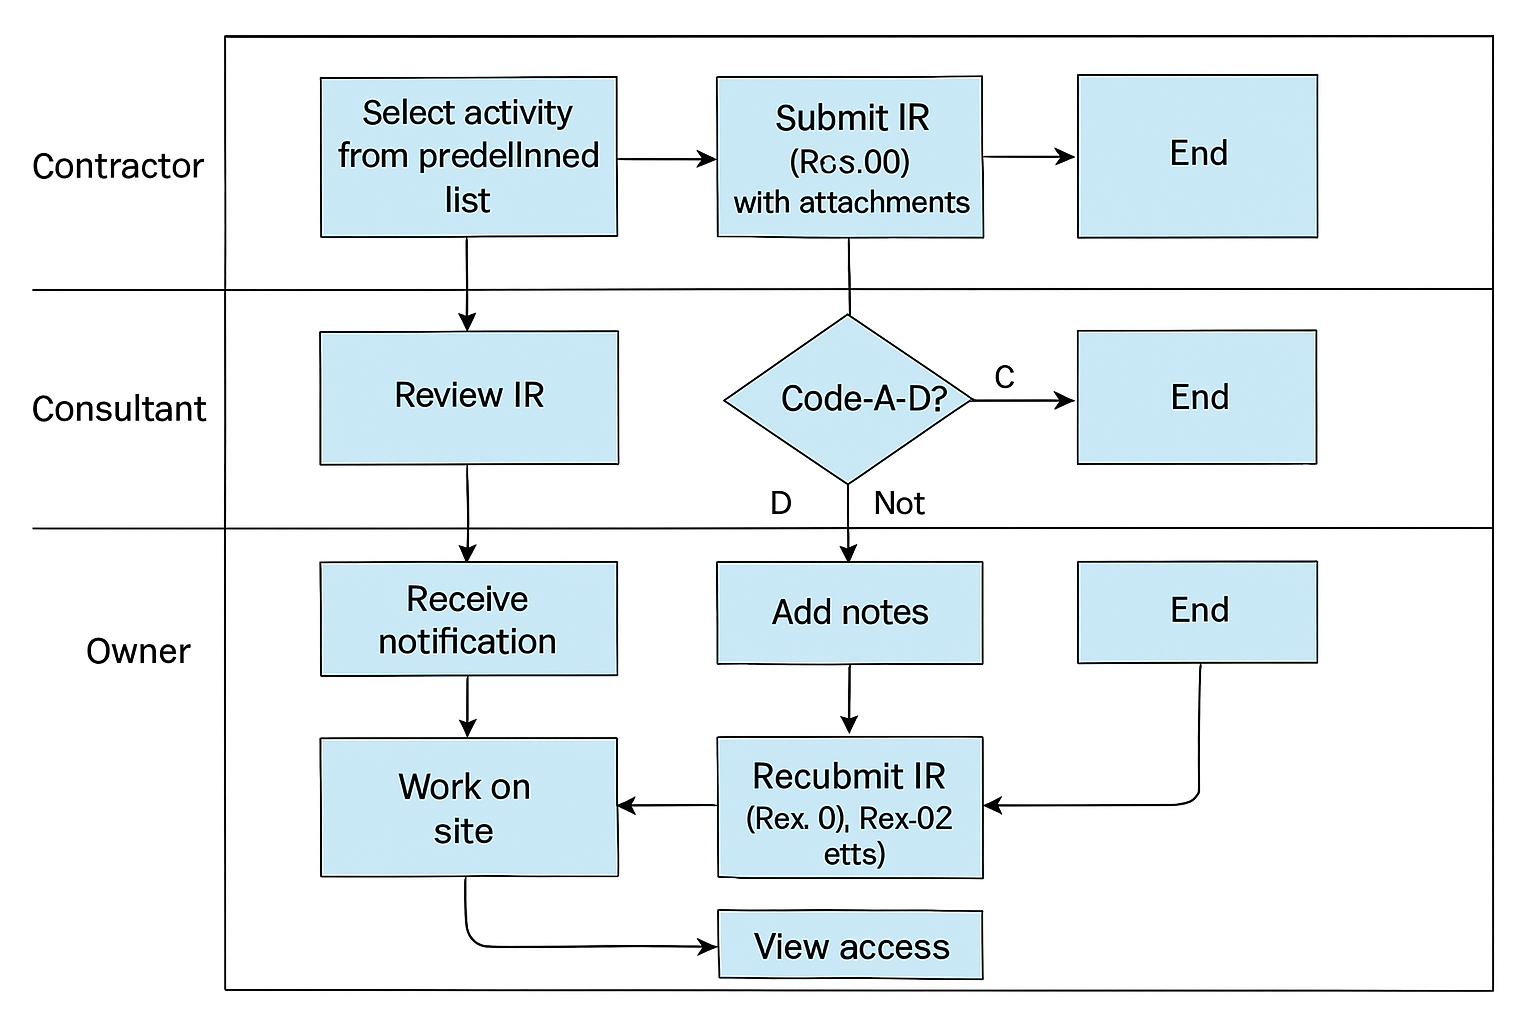 Contractor
Select activity
from predellnned
list
Submit IR
(Rcs.00)
with attachments
End
Consultant
Review IR
Code-A-D?
C
End
D
Not
Owner
Receive
notification
Add notes
End
Work on
site
Recubmit IR
(Rex. 0), Rex-02
etts)
View access